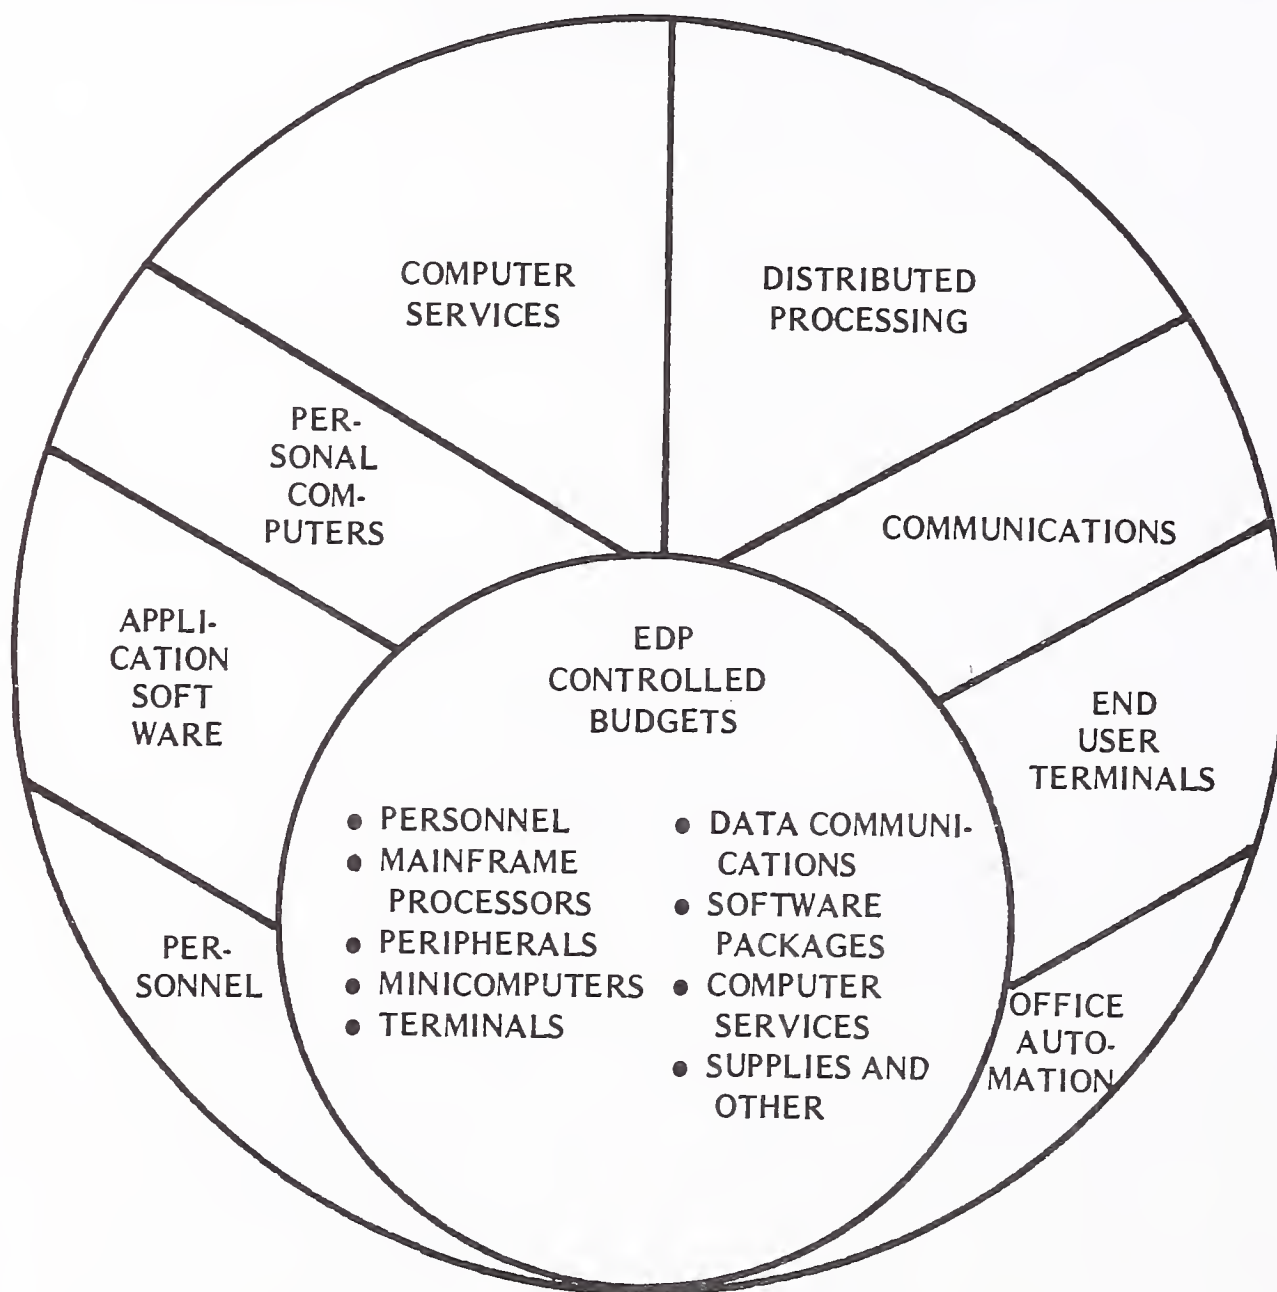 COMPUTER
SERVICES
DISTRIBUTED
PROCESSING
PER-
SONAL
COM-
PUTERS
COMMUNICATIONS
APPLI-
CATION
SOFT
WARE
END
USER
TERMINALS
PER-
SONNEL
OFFICE
AUTO-
MATION
EDP
CONTROLLED
BUDGETS
• PERSONNEL
• MAINFRAME
PROCESSORS
• PERIPHERALS
• MINICOMPUTERS
• TERMINALS
• DATA COMMUNI-
CATIONS
• SOFTWARE
PACKAGES
• COMPUTER
SERVICES
• SUPPLIES AND
OTHER